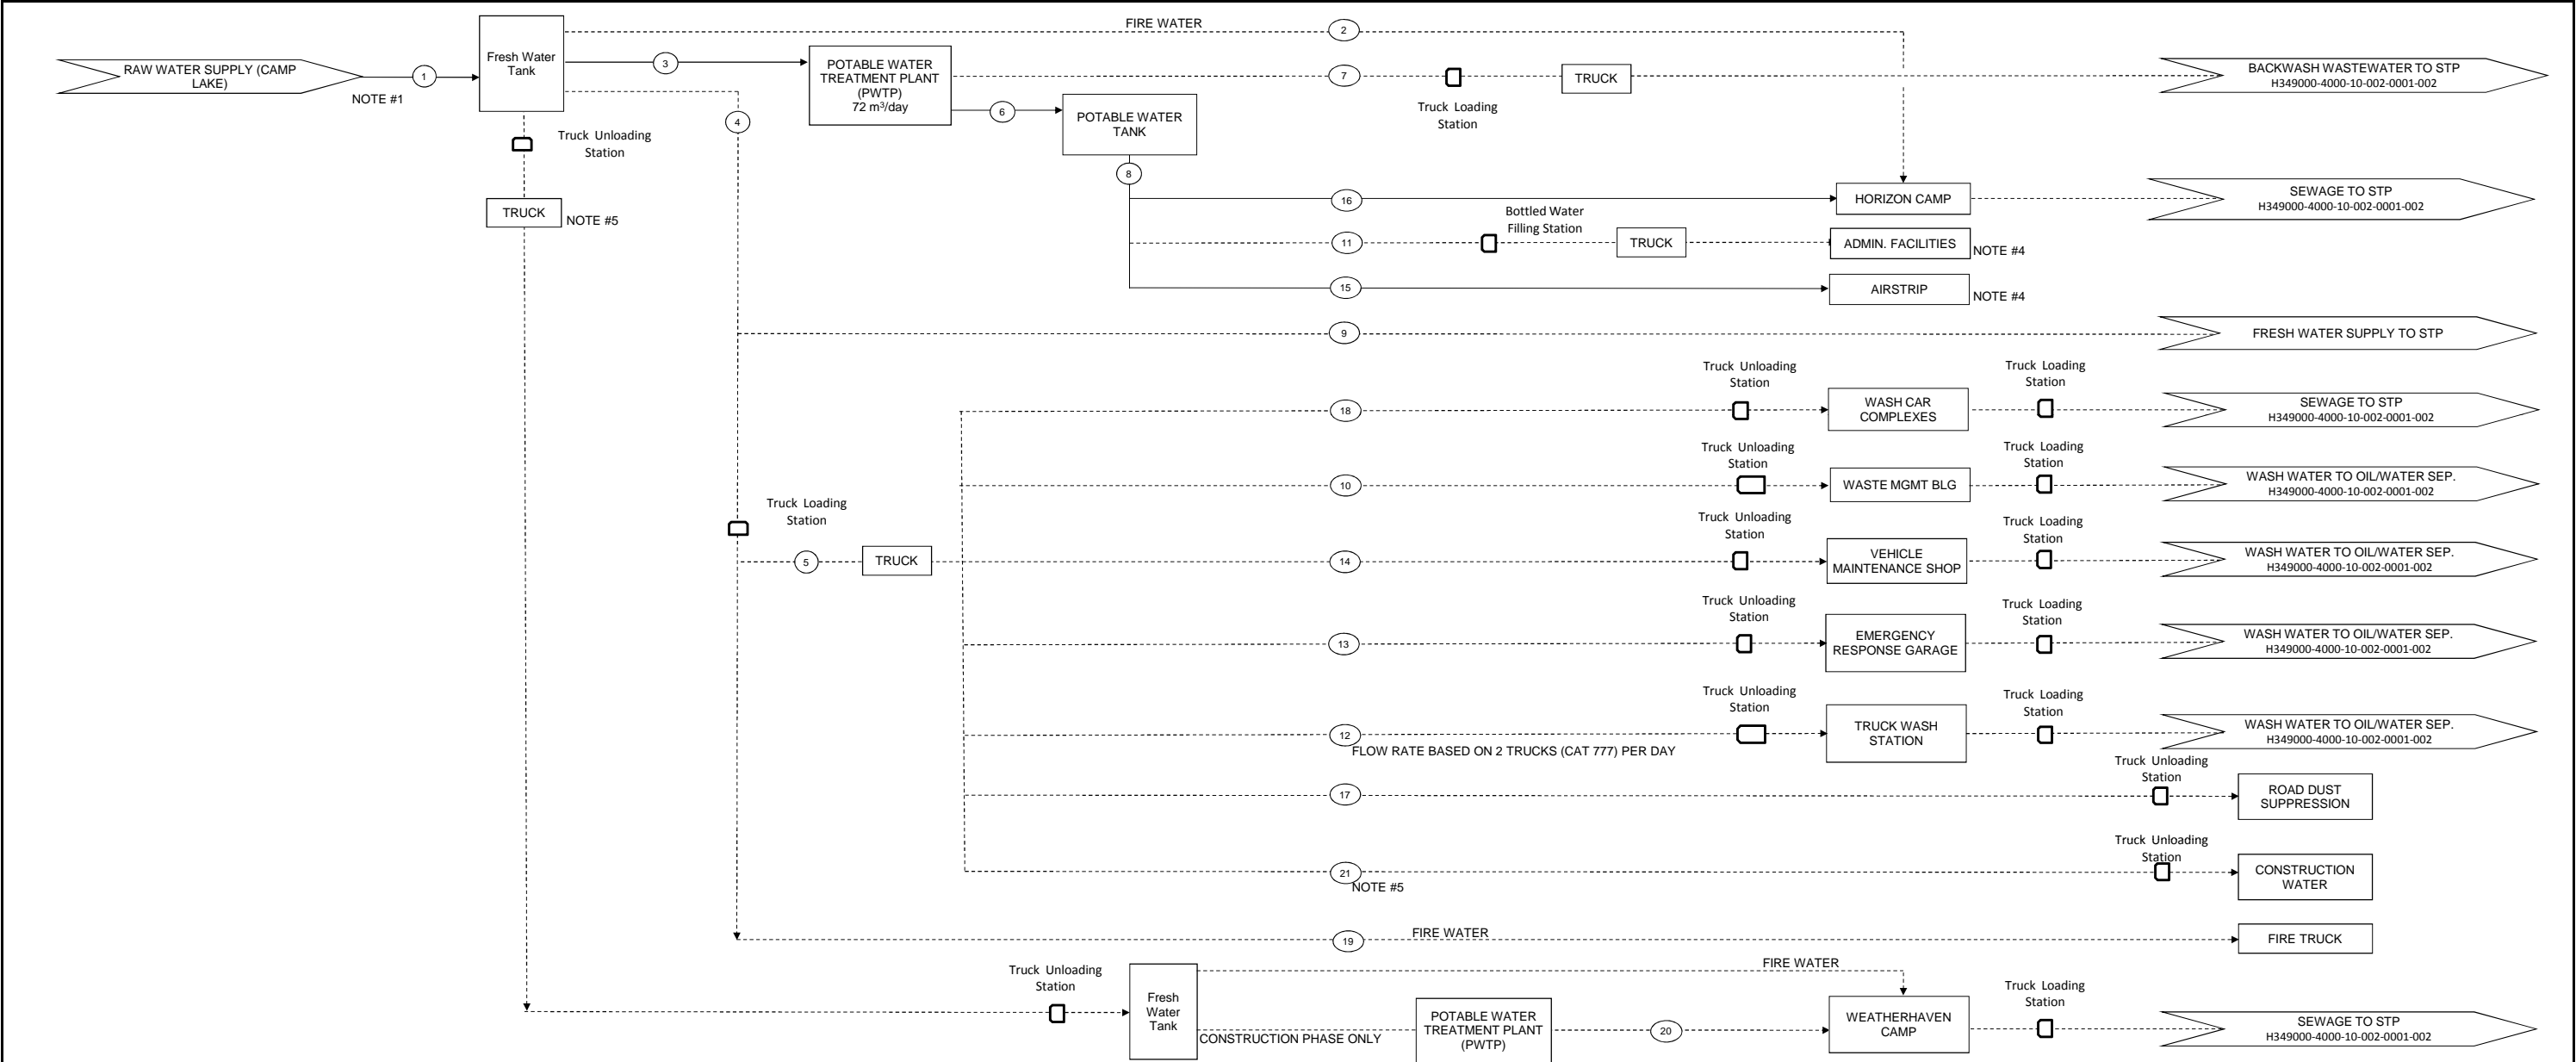 FIRE WATER
2
RAW WATER SUPPLY (CAMP
LAKE)
1
NOTE #1
Fresh Water
Tank
3
POTABLE WATER
TREATMENT PLANT
(PWTP)
72 m³/day
7
Truck Loading
Station
TRUCK
BACKWASH WASTEWATER TO STP
H349000-4000-10-002-0001-002
4
6
POTABLE WATER
TANK
Truck Unloading
Station
8
TRUCK
NOTE #5
16
HORIZON CAMP
SEWAGE TO STP
H349000-4000-10-002-0001-002
Bottled Water
Filling Station
11
TRUCK
ADMIN. FACILITIES
NOTE #4
15
AIRSTRIP
NOTE #4
9
FRESH WATER SUPPLY TO STP
Truck Unloading
Station
Truck Loading
Station
18
WASH CAR
COMPLEXES
SEWAGE TO STP
H349000-4000-10-002-0001-002
Truck Unloading
Station
Truck Loading
Station
10
WASTE MGMT BLG
WASH WATER TO OIL/WATER SEP.
H349000-4000-10-002-0001-002
Truck Loading
Station
Truck Unloading
Station
Truck Loading
Station
5
TRUCK
14
VEHICLE
MAINTENANCE SHOP
WASH WATER TO OIL/WATER SEP.
H349000-4000-10-002-0001-002
Truck Unloading
Station
Truck Loading
Station
13
EMERGENCY
RESPONSE GARAGE
WASH WATER TO OIL/WATER SEP.
H349000-4000-10-002-0001-002
Truck Unloading
Station
Truck Loading
Station
12
FLOW RATE BASED ON 2 TRUCKS (CAT 777) PER DAY
TRUCK WASH
STATION
WASH WATER TO OIL/WATER SEP.
H349000-4000-10-002-0001-002
Truck Unloading
Station
17
ROAD DUST
SUPPRESSION
Truck Unloading
Station
21
NOTE #5
CONSTRUCTION
WATER
19
FIRE WATER
FIRE TRUCK
Truck Unloading
Station
Fresh
Water
Tank
FIRE WATER
CONSTRUCTION PHASE ONLY
POTABLE WATER
TREATMENT PLANT
(PWTP)
20
WEATHERHAVEN
CAMP
Truck Loading
Station
SEWAGE TO STP
H349000-4000-10-002-0001-002